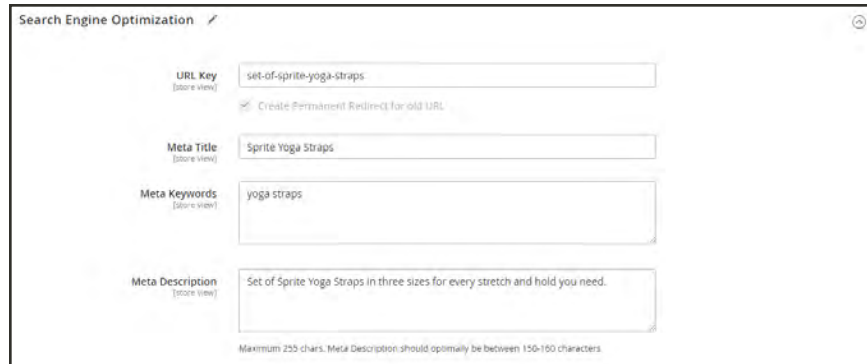 Search Engine Optimization
URL Key
[store view]
set-of-sprite-yoga-straps
Create Permanent Redirect for old URL
Meta Title
[store view]
Sprite Yoga Straps
Meta Keywords
[store view]
yoga straps
Meta Description
[store view]
Set of Sprite Yoga Straps in three sizes for every stretch and hold you need.
Maximum 255 chars. Meta Description should optimally be between 150-160 characters